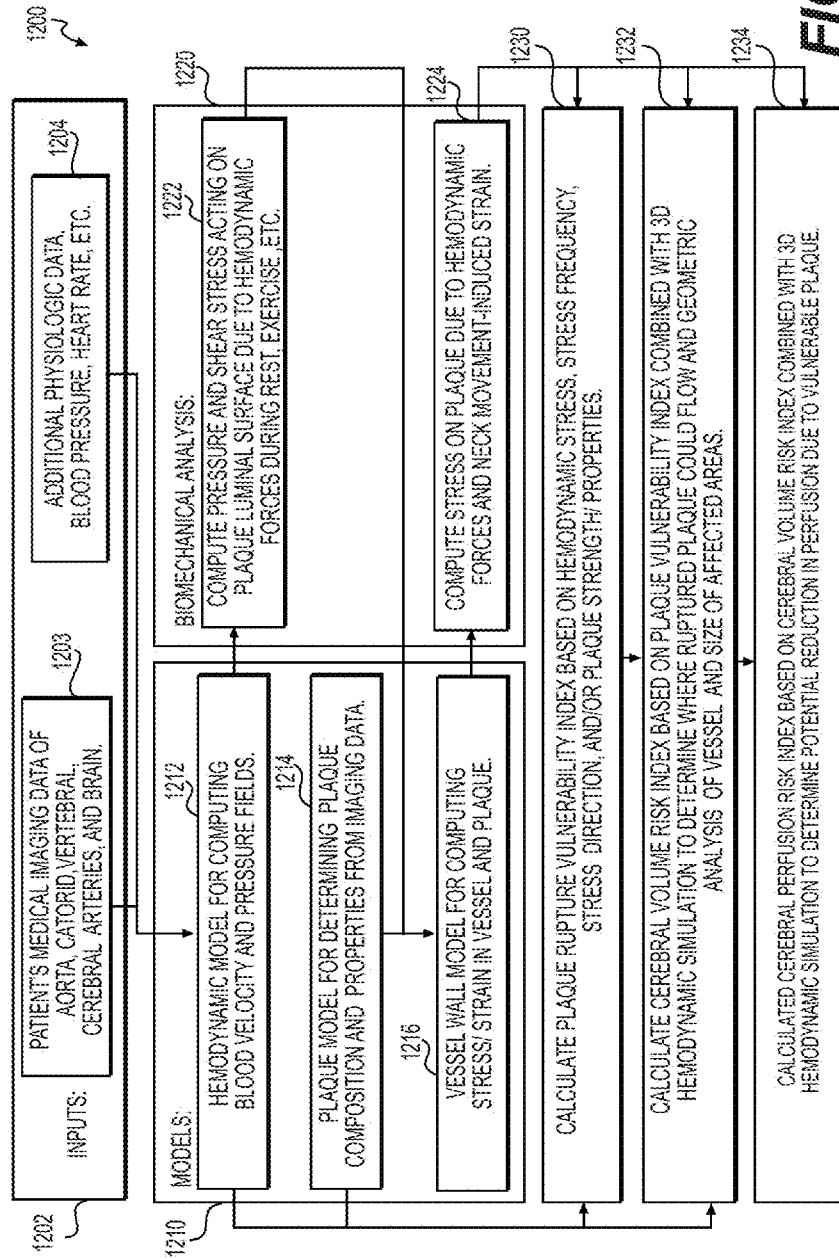 1200
1202
INPUTS:
1203
PATIENT'S MEDICAL IMAGING DATA OF
AORTA, CATORID, VERTEBRAL,
CEREBRAL ARTERIES, AND BRAIN.
1204
ADDITIONAL PHYSIOLOGIC DATA,
BLOOD PRESSURE, HEART RATE, ETC.
1210
MODELS:
1212
HEMODYNAMIC MODEL FOR COMPUTING
BLOOD VELOCITY AND PRESSURE FIELDS.
1214
PLAQUE MODEL FOR DETERMINING PLAQUE
COMPOSITION AND PROPERTIES FROM IMAGING DATA.
1216
VESSEL WALL MODEL FOR COMPUTING
STRESS/ STRAIN IN VESSEL AND PLAQUE.
1220
BIOMECHANICAL ANALYSIS:
1222
COMPUTE PRESSURE AND SHEAR STRESS ACTING ON
PLAQUE LUMINAL SURFACE DUE TO HEMODYNAMIC
FORCES DURING REST, EXERCISE, ETC.
1224
COMPUTE STRESS ON PLAQUE DUE TO HEMODYNAMIC
FORCES AND NECK MOVEMENT-INDUCED STRAIN.
1230
CALCULATE PLAQUE RUPTURE VULNERABILITY INDEX BASED ON HEMODYNAMIC STRESS, STRESS FREQUENCY,
STRESS DIRECTION, AND/OR PLAQUE STRENGTH/ PROPERTIES.
1232
CALCULATE CEREBRAL VOLUME RISK INDEX BASED ON PLAQUE VULNERABILITY INDEX COMBINED WITH 3D
HEMODYNAMIC SIMULATION TO DETERMINE WHERE RUPTURED PLAQUE COULD FLOW AND GEOMETRIC
ANALYSIS OF VESSEL AND SIZE OF AFFECTED AREAS.
1234
CALCULATED CEREBRAL PERFUSION RISK INDEX BASED ON CEREBRAL VOLUME RISK INDEX COMBINED WITH 3D
HEMODYNAMIC SIMULATION TO DETERMINE POTENTIAL REDUCTION IN PERFUSION DUE TO VULNERABLE PLAQUE.